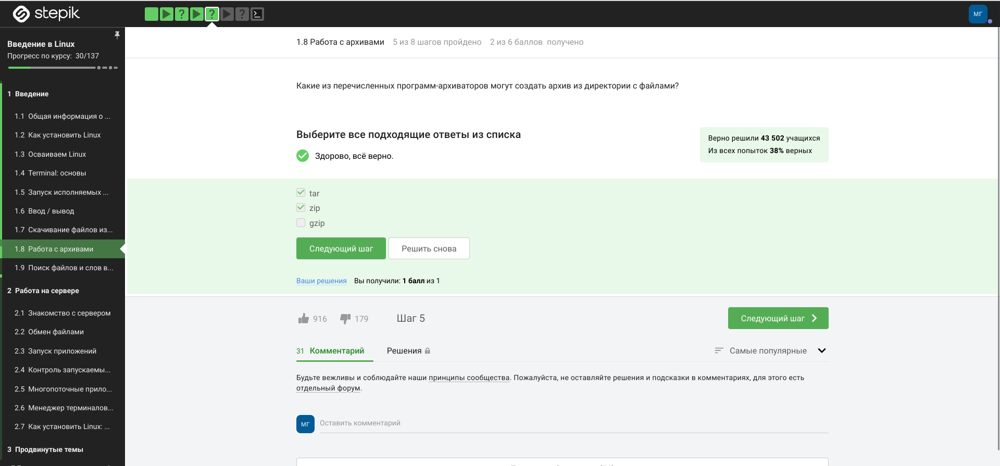 stepik
МГ
Введение в Linux
Прогресс по курсу: 30/137
1 Введение
1.1 Общая информация о ...
1.2 Как установить Linux
1.3 Осваиваем Linux
1.4 Terminal: основы
1.5 Запуск исполняемых ...
1.6 Ввод / вывод
1.7 Скачивание файлов из...
1.8 Работа с архивами
1.9 Поиск файлов и слов в...
2 Работа на сервере
2.1 Знакомство с сервером
2.2 Обмен файлами
2.3 Запуск приложений
2.4 Контроль запускаемы...
2.5 Многопоточные прило...
2.6 Менеджер терминалов...
2.7 Как установить Linux: ...
3 Продвинутые темы
1.8 Работа с архивами 5 из 8 шагов пройдено 2 из 6 баллов получено
Какие из перечисленных программ-архиваторов могут создать архив из директории с файлами?
Выберите все подходящие ответы из списка
Здорово, всё верно.
Верно решили 43 502 учащихся
Из всех попыток 38% верных
tar
zip
gzip
Следующий шаг Решить снова
Ваши решения Вы получили: 1 балл из 1
916 179 Шаг 5 Следующий шаг
31 Комментарий Решения Самые популярные
Будьте вежливы и соблюдайте наши принципы сообщества. Пожалуйста, не оставляйте решения и подсказки в комментариях, для этого есть
отдельный форум.
МГ Оставить комментарий